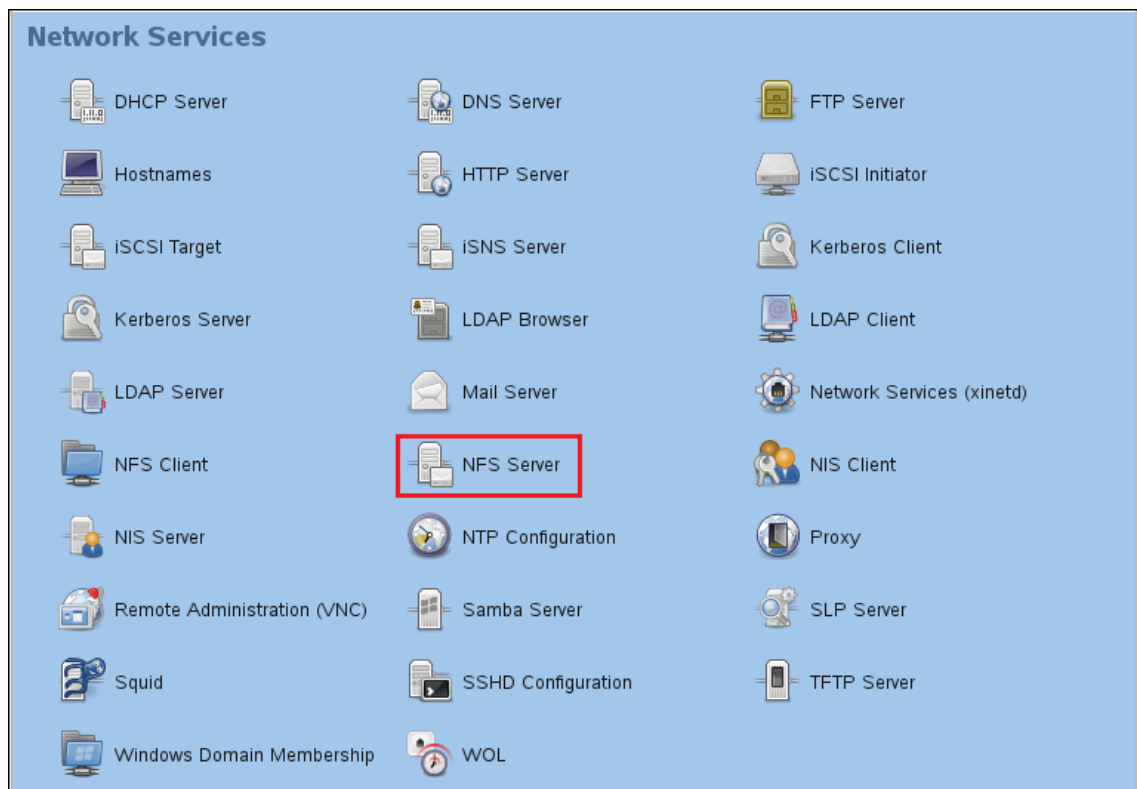 Network Services
DHCP Server
DNS Server
FTP Server
Hostnames
HTTP Server
iSCSI Initiator
iSCSI Target
iSNS Server
Kerberos Client
Kerberos Server
LDAP Browser
LDAP Client
LDAP Server
Mail Server
Network Services (xinetd)
NFS Client
NFS Server
NIS Client
NIS Server
NTP Configuration
Proxy
Remote Administration (VNC)
Samba Server
SLP Server
Squid
SSHD Configuration
TFTP Server
Windows Domain Membership
WOL